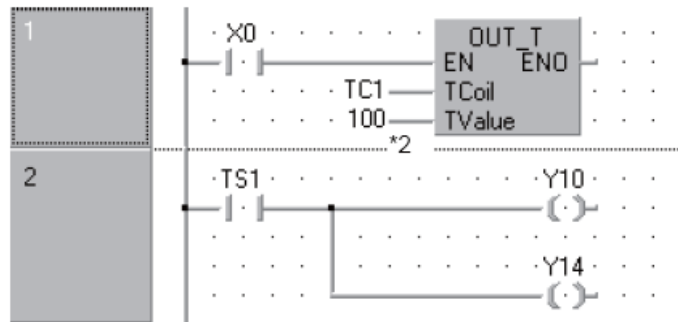 1
X0
OUT_T
EN ENO
TC1 TCoil
100 TValue
*2
2
TS1 Y10
Y14